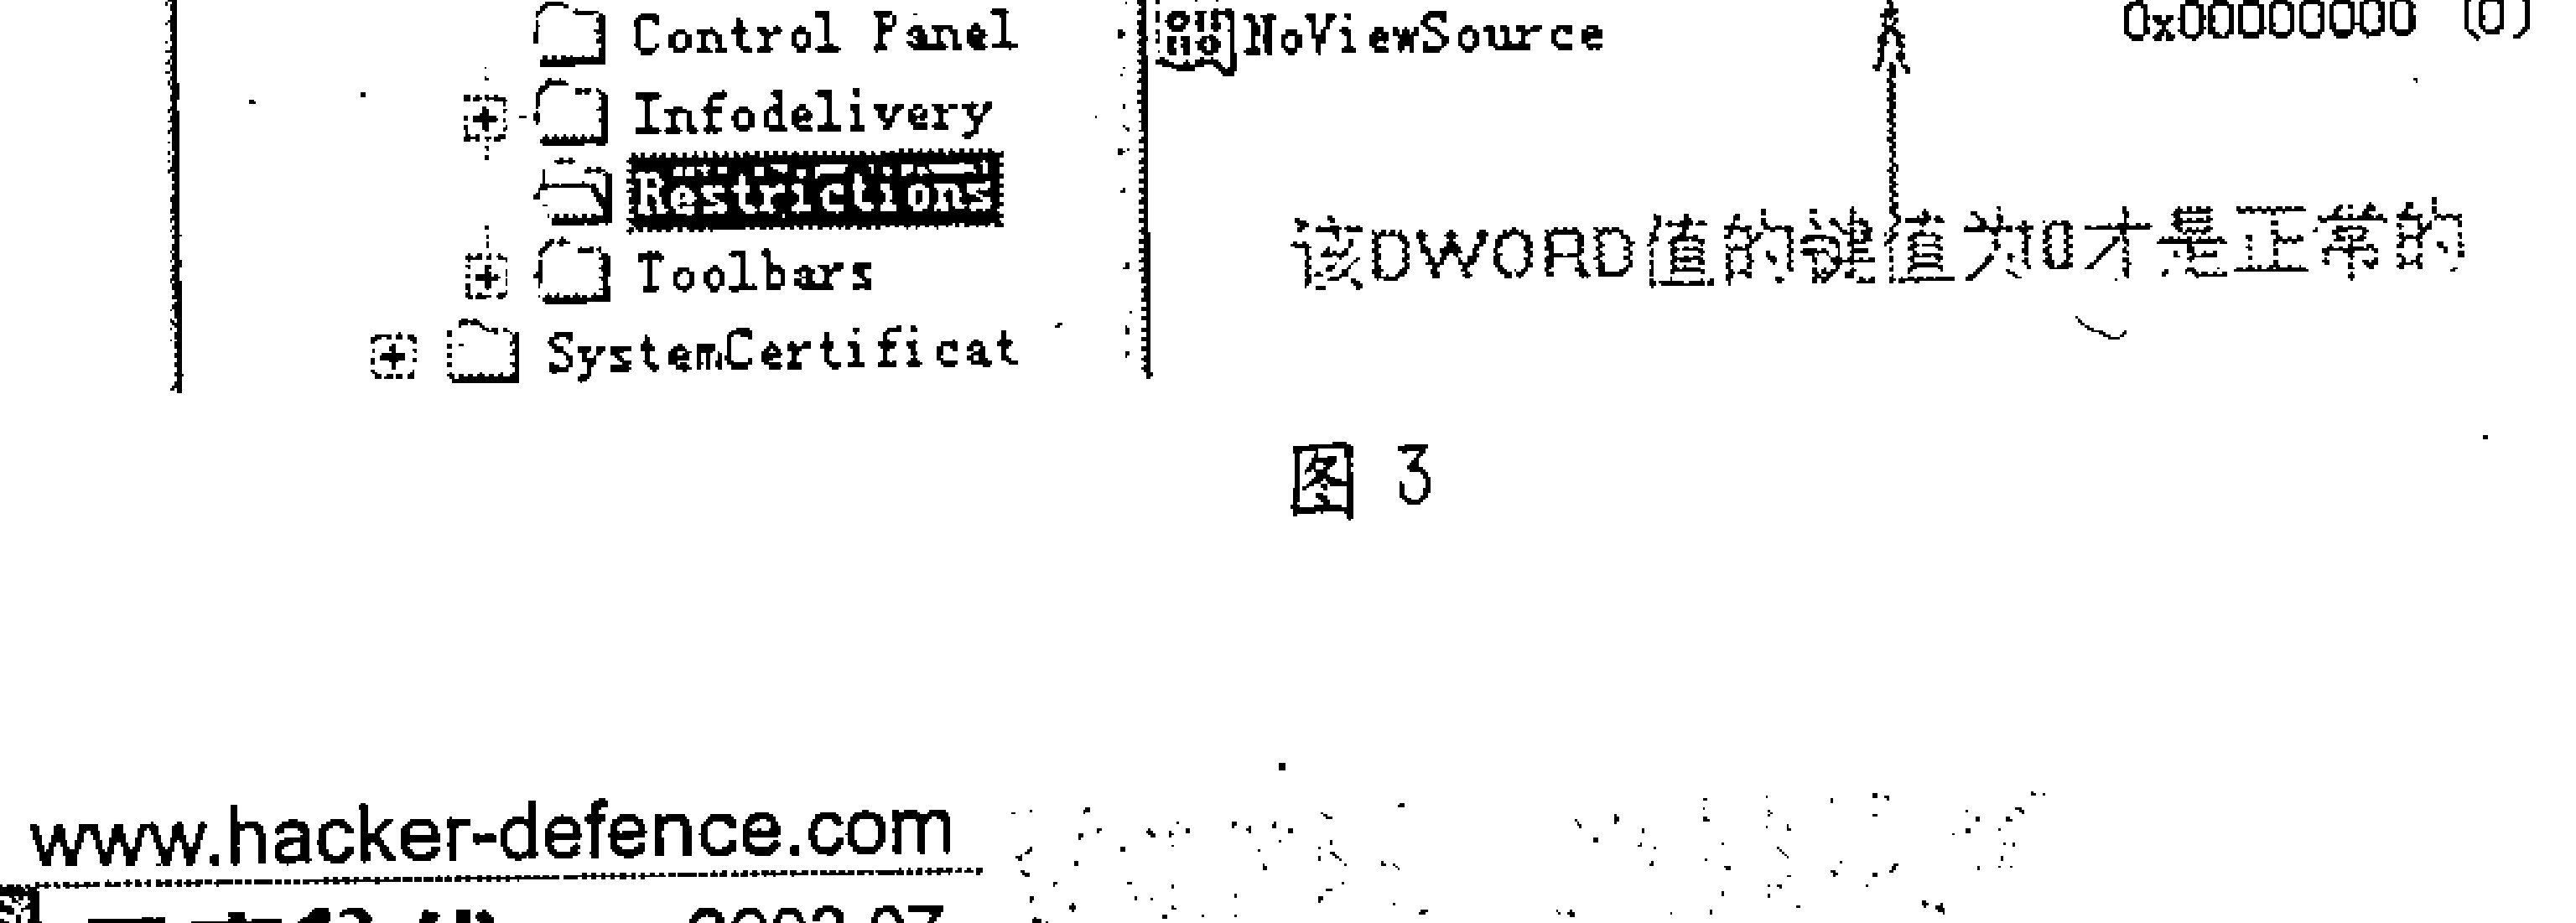 Control Panel
Infodelivery
Restrictions
Toolbars
SystemCertificat
NoViewSource 0x00000000 (0)
该DWORD值的键值为0才是正常的
图 3
www.hacker-defence.com